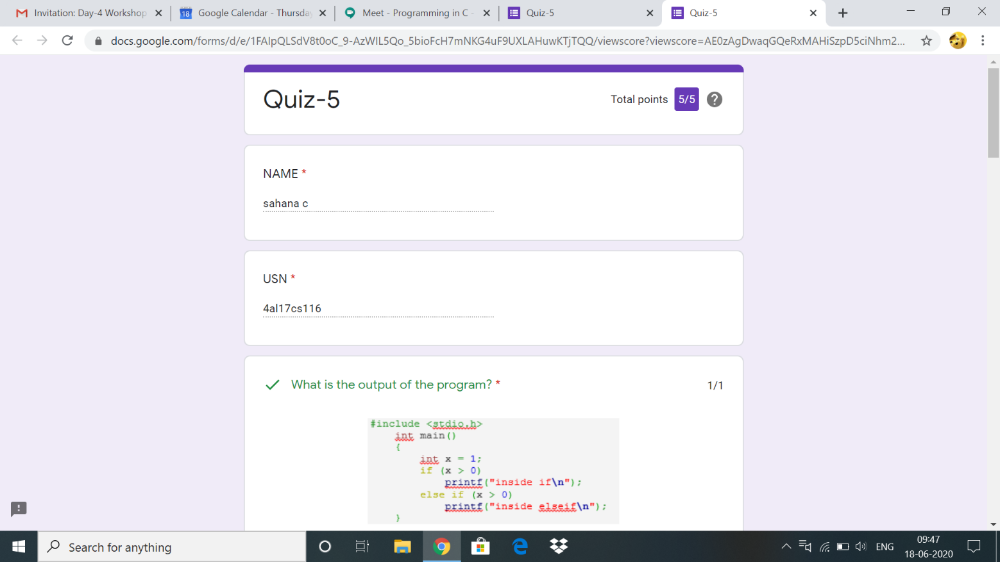 Invitation: Day-4 Workshop
18
Google Calendar - Thursday
Meet - Programming in C -
Quiz-5
Quiz-5
docs.google.com/forms/d/e/1FAIpQLSdV8t0oC_9-AzWIL5Qo_5bioFcH7mNKG4uF9UXLAHuwKTjTQQ/viewscore?viewscore=AE0zAgDwaqGQeRxMAHiSzpD5ciNhm2...
Quiz-5
Total points 5/5
NAME *
sahana c
USN *
4al17cs116
What is the output of the program? *
1/1
#include <stdio.h>
int main()
{
int x = 1;
if (x > 0)
printf("inside if\n");
else if (x > 0)
printf("inside elseif\n");
}
Search for anything
ENG
09:47
18-06-2020